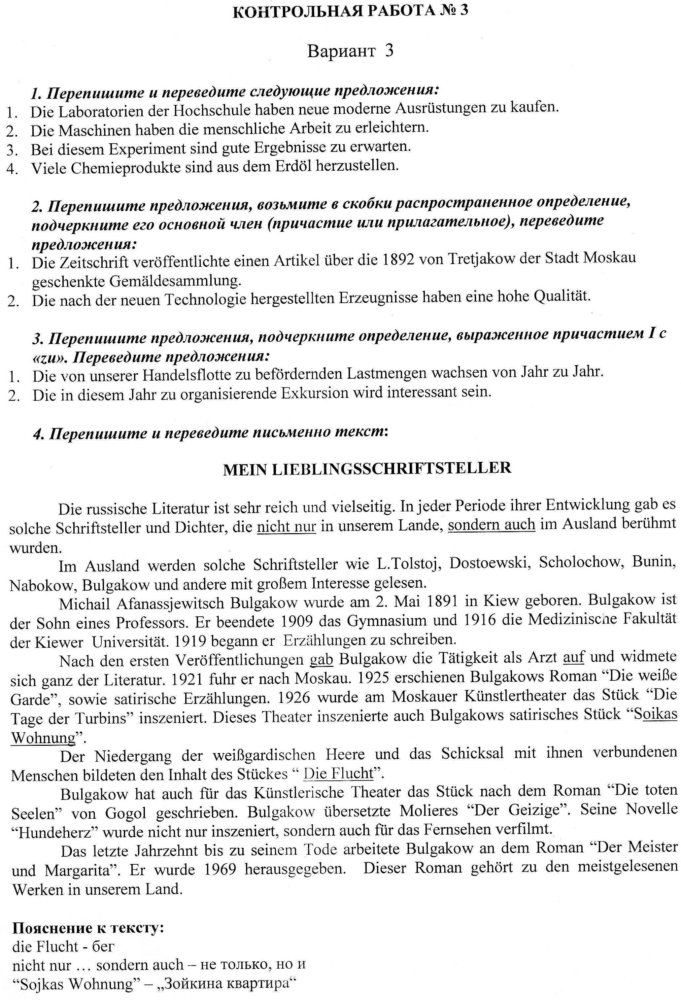 КОНТРОЛЬНАЯ РАБОТА № 3
Вариант 3
1. Перепишите и переведите следующие предложения:
1. Die Laboratorien der Hochschule haben neue moderne Ausrüstungen zu kaufen.
2. Die Maschinen haben die menschliche Arbeit zu erleichtern.
3. Bei diesem Experiment sind gute Ergebnisse zu erwarten.
4. Viele Chemieprodukte sind aus dem Erdöl herzustellen.
2. Перепишите предложения, возьмите в скобки распространенное определение,
подчеркните его основной член (причастие или прилагательное), переведите
предложения:
1. Die Zeitschrift veröffentlichte einen Artikel über die 1892 von Tretjakow der Stadt Moskau
geschenkte Gemäldesammlung.
2. Die nach der neuen Technologie hergestellten Erzeugnisse haben eine hohe Qualität.
3. Перепишите предложения, подчеркните определение, выраженное причастием I с
«zu». Переведите предложения:
1. Die von unserer Handelsflotte zu befördernden Lastmengen wachsen von Jahr zu Jahr.
2. Die in diesem Jahr zu organisierende Exkursion wird interessant sein.
4. Перепишите и переведите письменно текст:
MEIN LIEBLINGSSCHRIFTSTELLER
Die russische Literatur ist sehr reich und vielseitig. In jeder Periode ihrer Entwicklung gab es
solche Schriftsteller und Dichter, die nicht nur in unserem Lande, sondern auch im Ausland berühmt
wurden.
Im Ausland werden solche Schriftsteller wie L.Tolstoj, Dostoewski, Scholochow, Bunin,
Nabokow, Bulgakow und andere mit großem Interesse gelesen.
Michail Afanassjewitsch Bulgakow wurde am 2. Mai 1891 in Kiew geboren. Bulgakow ist
der Sohn eines Professors. Er beendete 1909 das Gymnasium und 1916 die Medizinische Fakultät
der Kiewer Universität. 1919 begann er Erzählungen zu schreiben.
Nach den ersten Veröffentlichungen gab Bulgakow die Tätigkeit als Arzt auf und widmete
sich ganz der Literatur. 1921 fuhr er nach Moskau. 1925 erschienen Bulgakows Roman “Die weiße
Garde”, sowie satirische Erzählungen. 1926 wurde am Moskauer Künstlertheater das Stück “Die
Tage der Turbins” inszeniert. Dieses Theater inszenierte auch Bulgakows satirisches Stück “Soikas
Wohnung”.
Der Niedergang der weißgardischen Heere und das Schicksal mit ihnen verbundenen
Menschen bildeten den Inhalt des Stückes “ Die Flucht”.
Bulgakow hat auch für das Künstlerische Theater das Stück nach dem Roman “Die toten
Seelen” von Gogol geschrieben. Bulgakow übersetzte Molieres “Der Geizige”. Seine Novelle
“Hundeherz” wurde nicht nur inszeniert, sondern auch für das Fernsehen verfilmt.
Das letzte Jahrzehnt bis zu seinem Tode arbeitete Bulgakow an dem Roman “Der Meister
und Margarita”. Er wurde 1969 herausgegeben. Dieser Roman gehört zu den meistgelesenen
Werken in unserem Land.
Пояснение к тексту:
die Flucht - бег
nicht nur … sondern auch – не только, но и
“Sojkas Wohnung” – „Зойкина квартира“